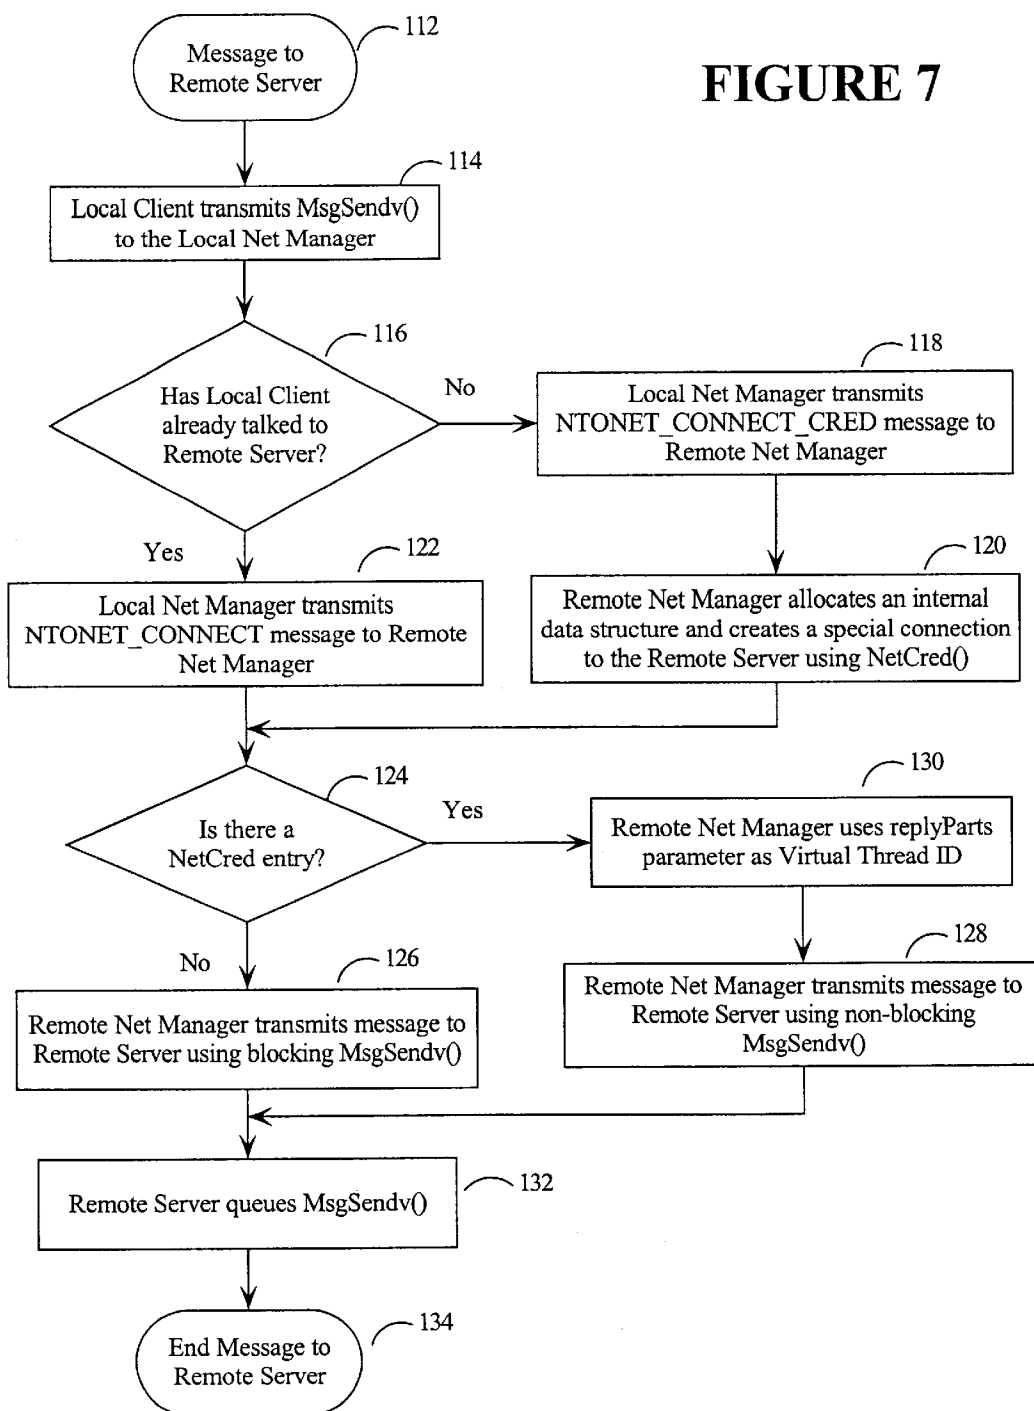 112
Message to
Remote Server
FIGURE 7
114
Local Client transmits MsgSendv()
to the Local Net Manager
116
Has Local Client
already talked to
Remote Server?
No
118
Local Net Manager transmits
NTONET_CONNECT_CRED message to
Remote Net Manager
Yes
122
Local Net Manager transmits
NTONET_CONNECT message to Remote
Net Manager
120
Remote Net Manager allocates an internal
data structure and creates a special connection
to the Remote Server using NetCred()
124
Is there a
NetCred entry?
Yes
130
Remote Net Manager uses replyParts
parameter as Virtual Thread ID
No
126
Remote Net Manager transmits message to
Remote Server using blocking MsgSendv()
128
Remote Net Manager transmits message to
Remote Server using non-blocking
MsgSendv()
132
Remote Server queues MsgSendv()
134
End Message to
Remote Server